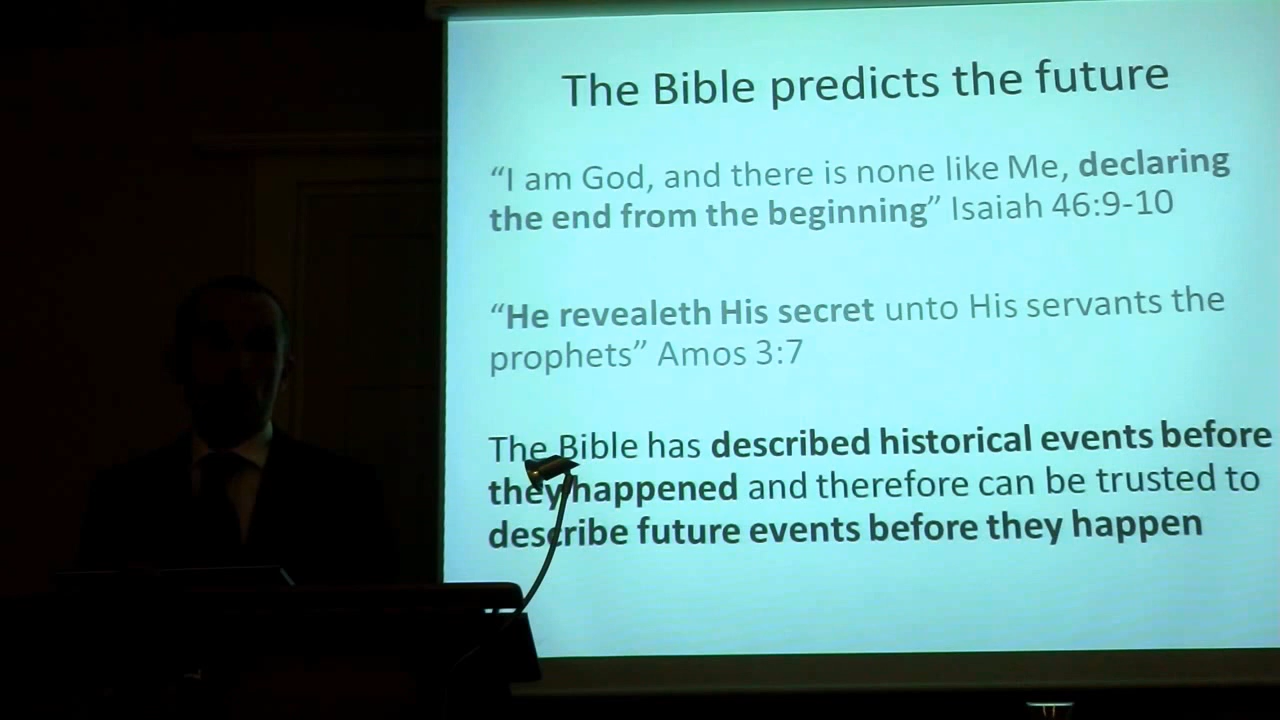 The Bible predicts the future
“I am God, and there is none like Me, declaring
the end from the beginning” Isaiah 46:9-10
“He revealeth His secret unto His servants the
prophets” Amos 3:7
The Bible has described historical events before
they happened and therefore can be trusted to
describe future events before they happen